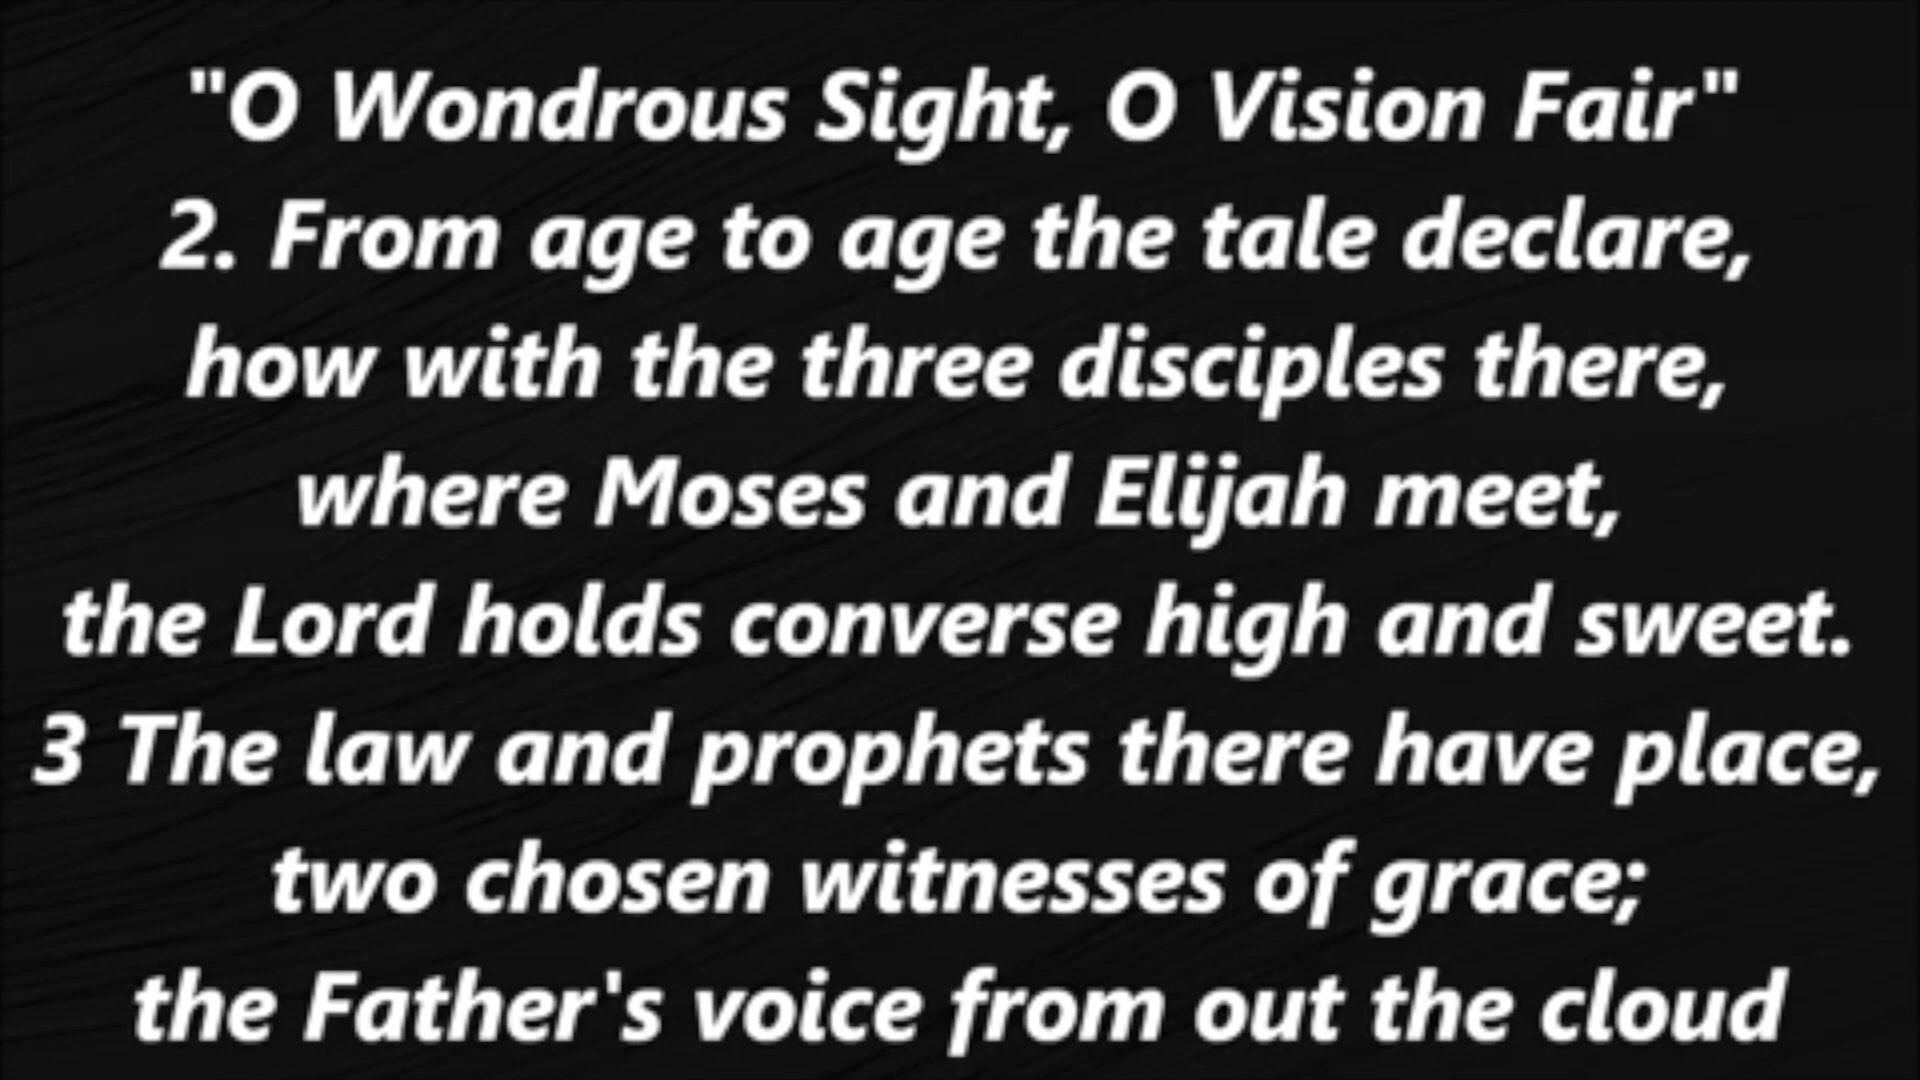 "O Wondrous Sight, O Vision Fair"
2. From age to age the tale declare,
how with the three disciples there,
where Moses and Elijah meet,
the Lord holds converse high and sweet.
3 The law and prophets there have place,
two chosen witnesses of grace;
the Father's voice from out the cloud